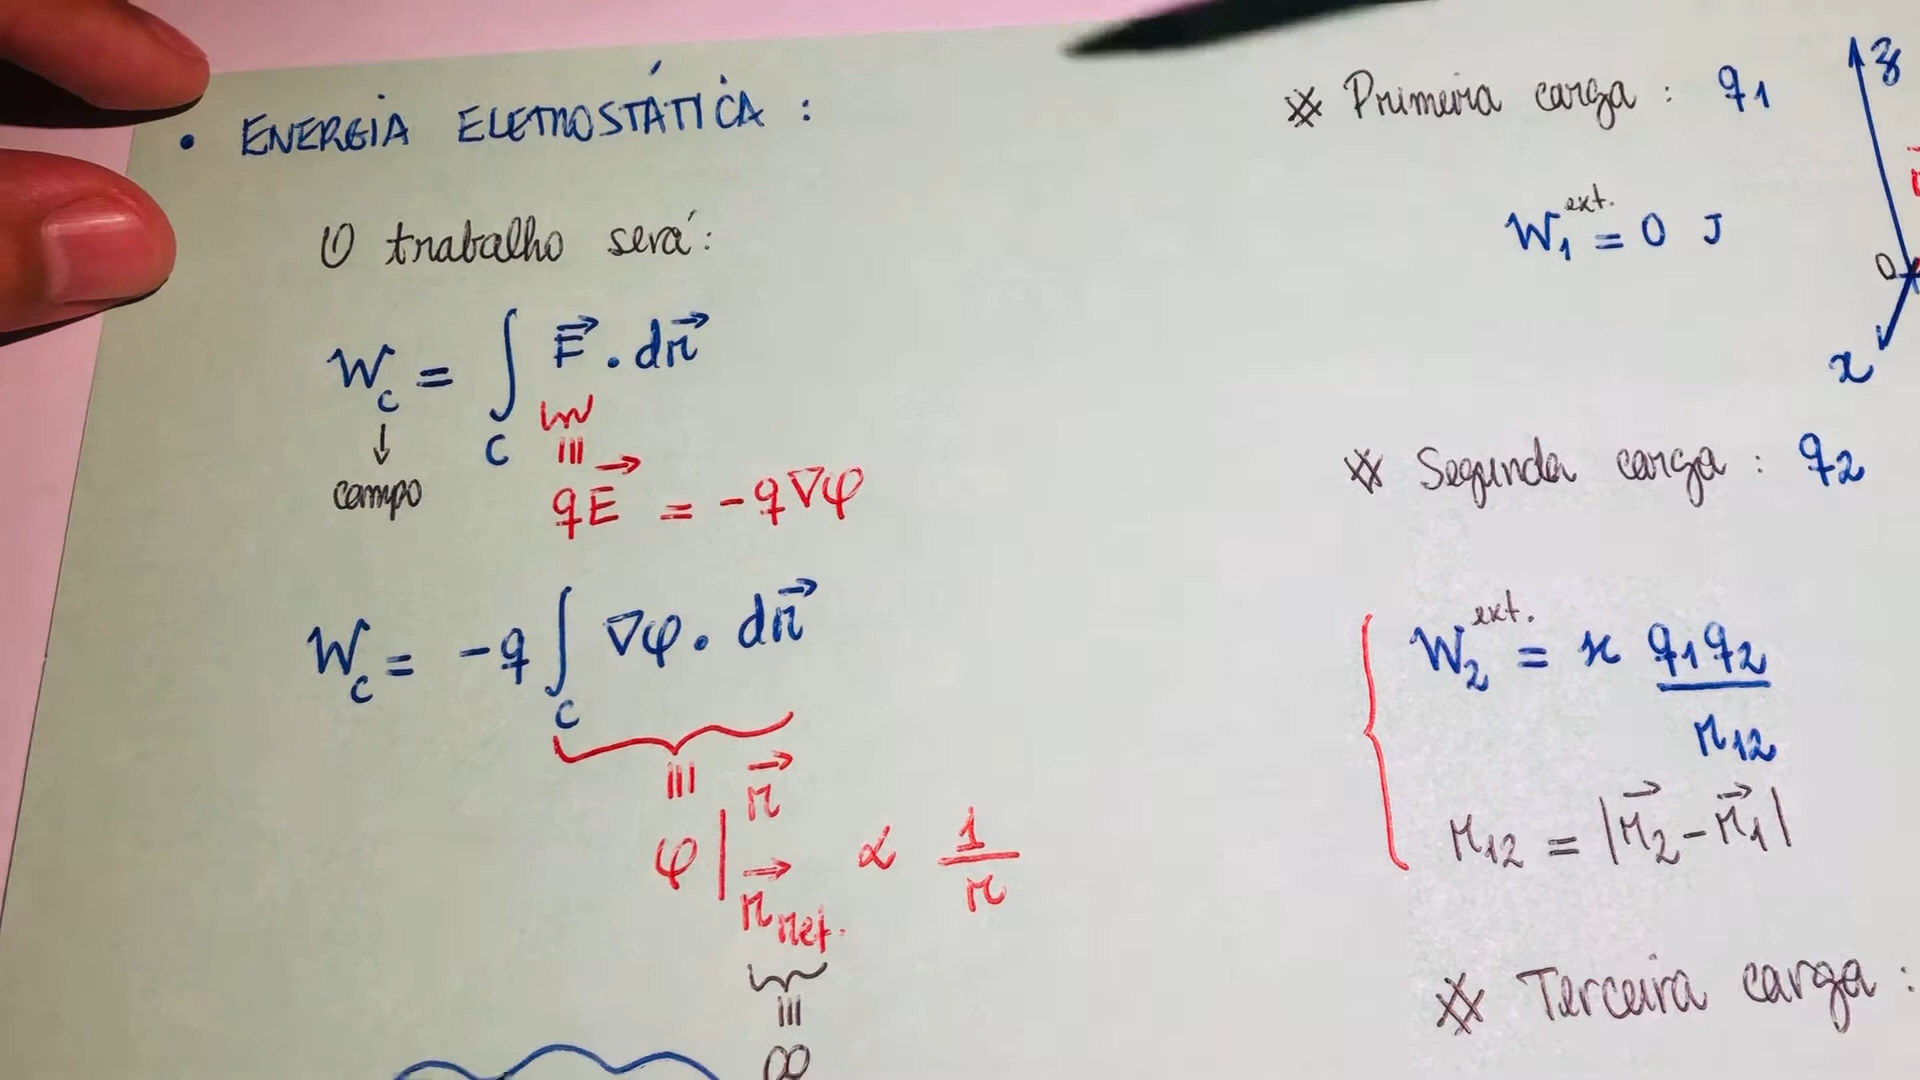 • ENERGIA ELETROSTÁTICA :
O trabalho será:
W_c = ∫_C F⃗ . dr⃗
↓ campo
≡ qE⃗ = -q∇φ
W_c = -q ∫_C ∇φ . dr⃗
≡
φ | r⃗ r⃗_ref. ∝ 1/r
≡
∞
※ Primeira carga : q1
W1^ext. = 0 J
z
0
x
※ Segunda carga : q2
W2^ext. = κ q1q2 / r12
r12 = |r⃗2 - r⃗1|
※ Terceira carga :